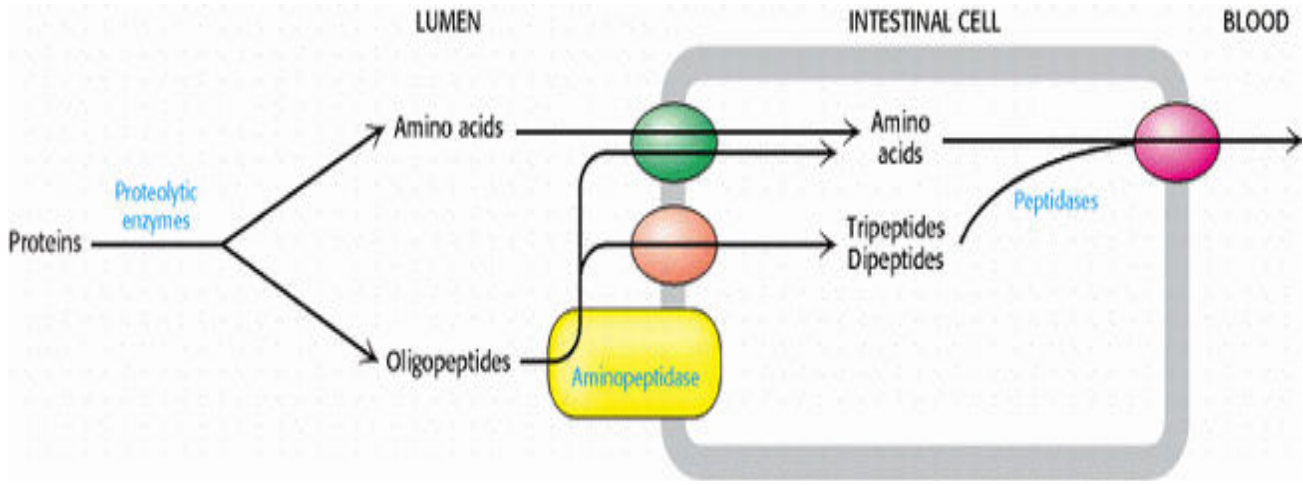 LUMEN
INTESTINAL CELL
BLOOD
Amino acids
Amino
acids
Proteolytic
enzymes
Peptidases
Proteins
Tripeptides
Dipeptides
Oligopeptides
Aminopeptidase